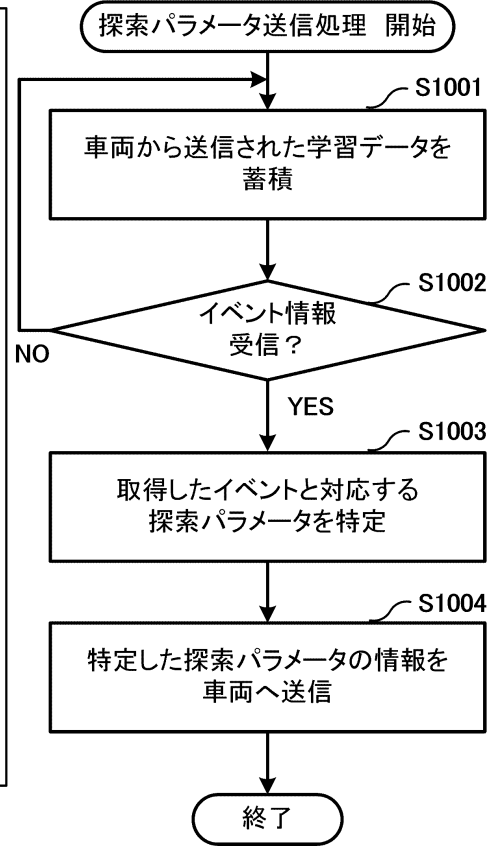 探索パラメータ送信処理 開始
S1001
車両から送信された学習データを
蓄積
S1002
イベント情報
受信？
NO
YES
S1003
取得したイベントと対応する
探索パラメータを特定
S1004
特定した探索パラメータの情報を
車両へ送信
終了